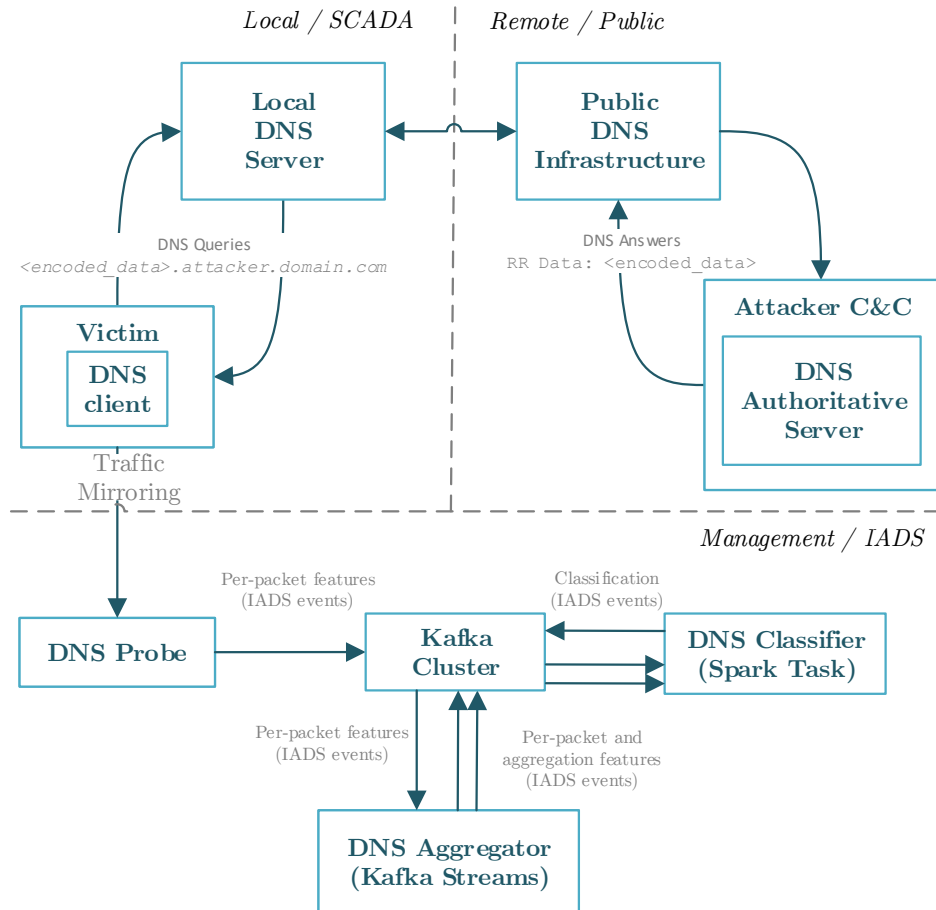 Local / SCADA
Remote / Public
Local
DNS
Server
Public
DNS
Infrastructure
DNS Queries
<encoded_data>.attacker.domain.com
DNS Answers
RR Data: <encoded_data>
Victim
DNS
client
Attacker C&C
DNS
Authoritative
Server
Traffic
Mirroring
Management / IADS
Per-packet features
(IADS events)
Classification
(IADS events)
DNS Probe
Kafka
Cluster
DNS Classifier
(Spark Task)
Per-packet features
(IADS events)
Per-packet and
aggregation features
(IADS events)
DNS Aggregator
(Kafka Streams)